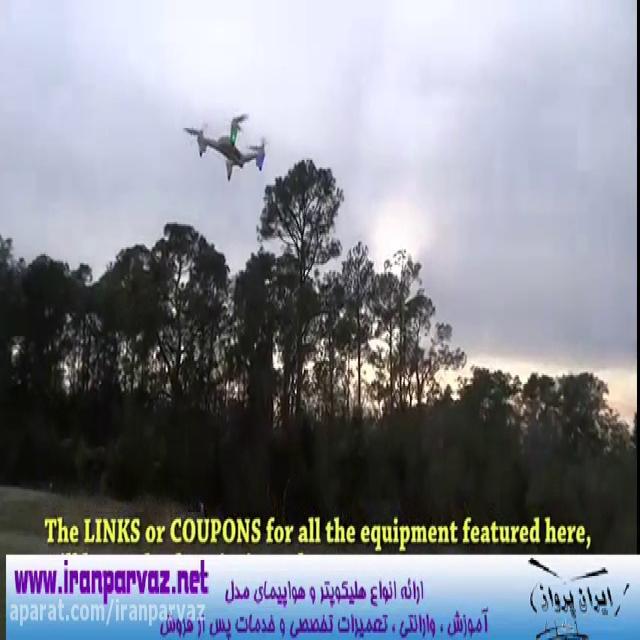 The LINKS or COUPONS for all the equipment featured here,
www.iranparvaz.net
aparat.com/iranparvaz
ارائه انواع هلیکوپتر و هواپیمای مدل
آموزش ، وارانتی ، تعمیرات تخصصی و خدمات پس از فروش
ایران پرواز